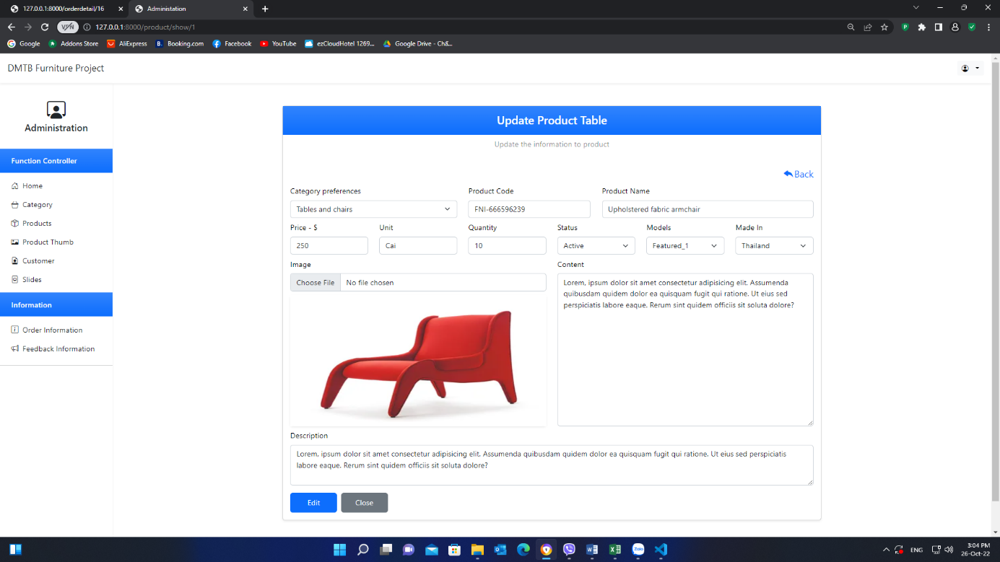 127.0.0.1:8000/orderdetail/16
Administation
VPN
127.0.0.1:8000/product/show/1
Google
Addons Store
AliExpress
B.
Booking.com
Facebook
YouTube
ezCloudHotel 1269...
Google Drive - Chấ...
DMTB Furniture Project
Administration
Function Controller
Home
Category
Products
Product Thumb
Customer
Slides
Information
Order Information
Feedback Information
Update Product Table
Update the information to product
Back
Category preferences
Product Code
Product Name
Tables and chairs
FNI-666596239
Upholstered fabric armchair
Price - $
Unit
Quantity
Status
Models
Made In
250
Cai
10
Active
Featured_1
Thailand
Image
Content
Choose File
No file chosen
Lorem, ipsum dolor sit amet consectetur adipisicing elit. Assumenda
quibusdam quidem dolor ea quisquam fugit qui ratione. Ut eius sed
perspiciatis labore eaque. Rerum sint quidem officiis sit soluta dolore?
Description
Lorem, ipsum dolor sit amet consectetur adipisicing elit. Assumenda quibusdam quidem dolor ea quisquam fugit qui ratione. Ut eius sed perspiciatis
labore eaque. Rerum sint quidem officiis sit soluta dolore?
Edit
Close
Zalo
ENG
3:04 PM
26-Oct-22